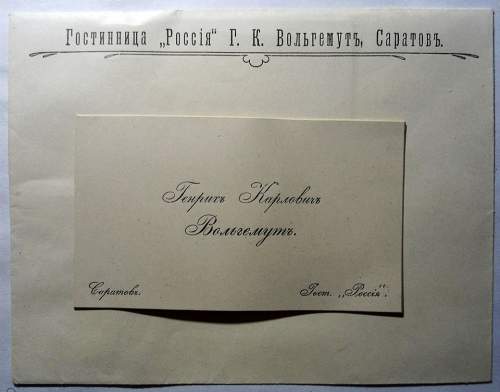 Гостинница „Россія“ Г. К. Вольгемутъ, Саратовъ.
Генрихъ Карловичъ
Вольгемутъ.
Саратовъ. Гост. „Россія“.